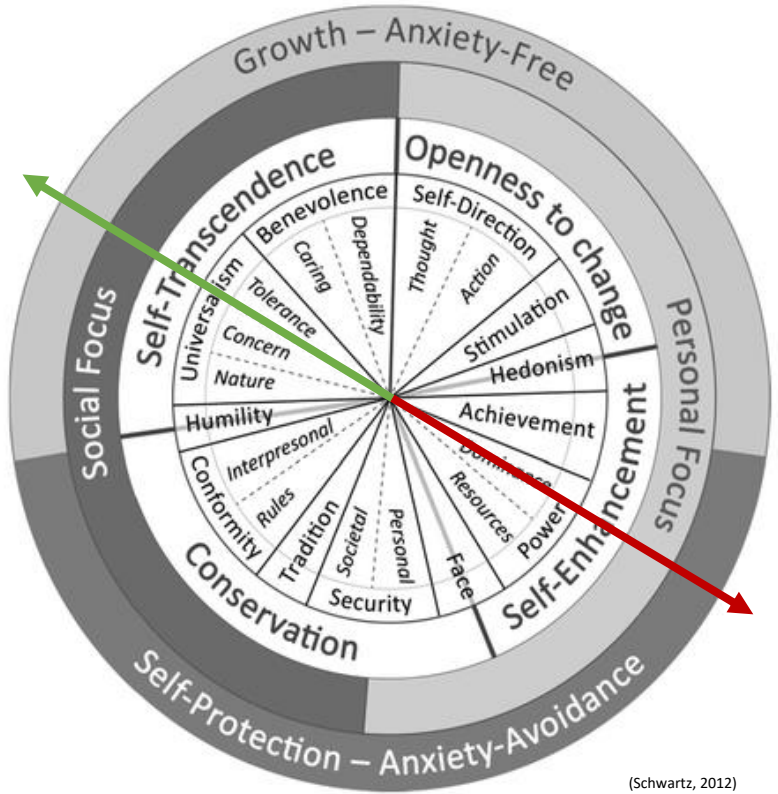 Growth – Anxiety-Free
Openness to change
Self-Transcendence
Benevolence
Self-Direction
Dependability
Caring
Thought
Action
Universalism
Tolerance
Concern
Nature
Stimulation
Hedonism
Personal Focus
Social Focus
Humility
Achievement
Dominance
Interpresonal
Resources
Power
Self-Enhancement
Conformity
Rules
Tradition
Societal
Personal
Face
Security
Conservation
Self-Protection – Anxiety-Avoidance
(Schwartz, 2012)